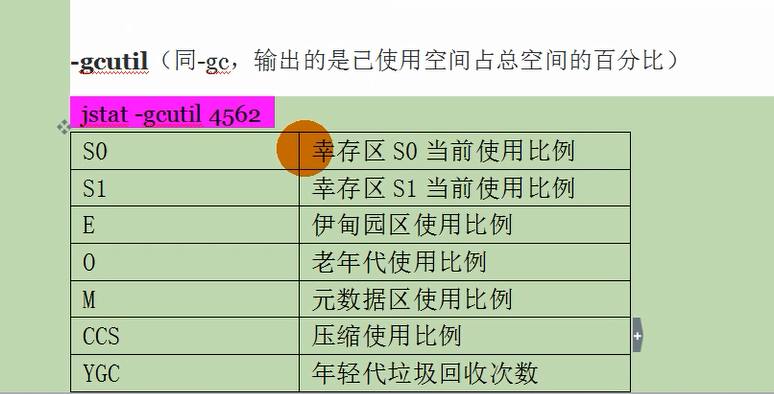 -gcutil（同-gc，输出的是已使用空间占总空间的百分比）
jstat -gcutil 4562
S0 幸存区 S0 当前使用比例
S1 幸存区 S1 当前使用比例
E 伊甸园区使用比例
O 老年代使用比例
M 元数据区使用比例
CCS 压缩使用比例
YGC 年轻代垃圾回收次数